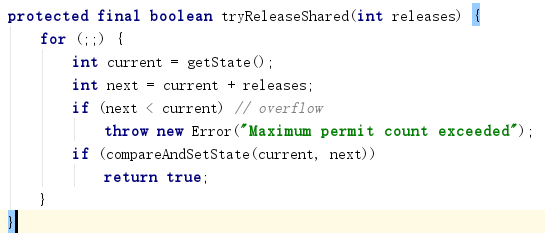 protected final boolean tryReleaseShared(int releases) {
    for (;;) {
        int current = getState();
        int next = current + releases;
        if (next < current) // overflow
            throw new Error("Maximum permit count exceeded");
        if (compareAndSetState(current, next))
            return true;
    }
}